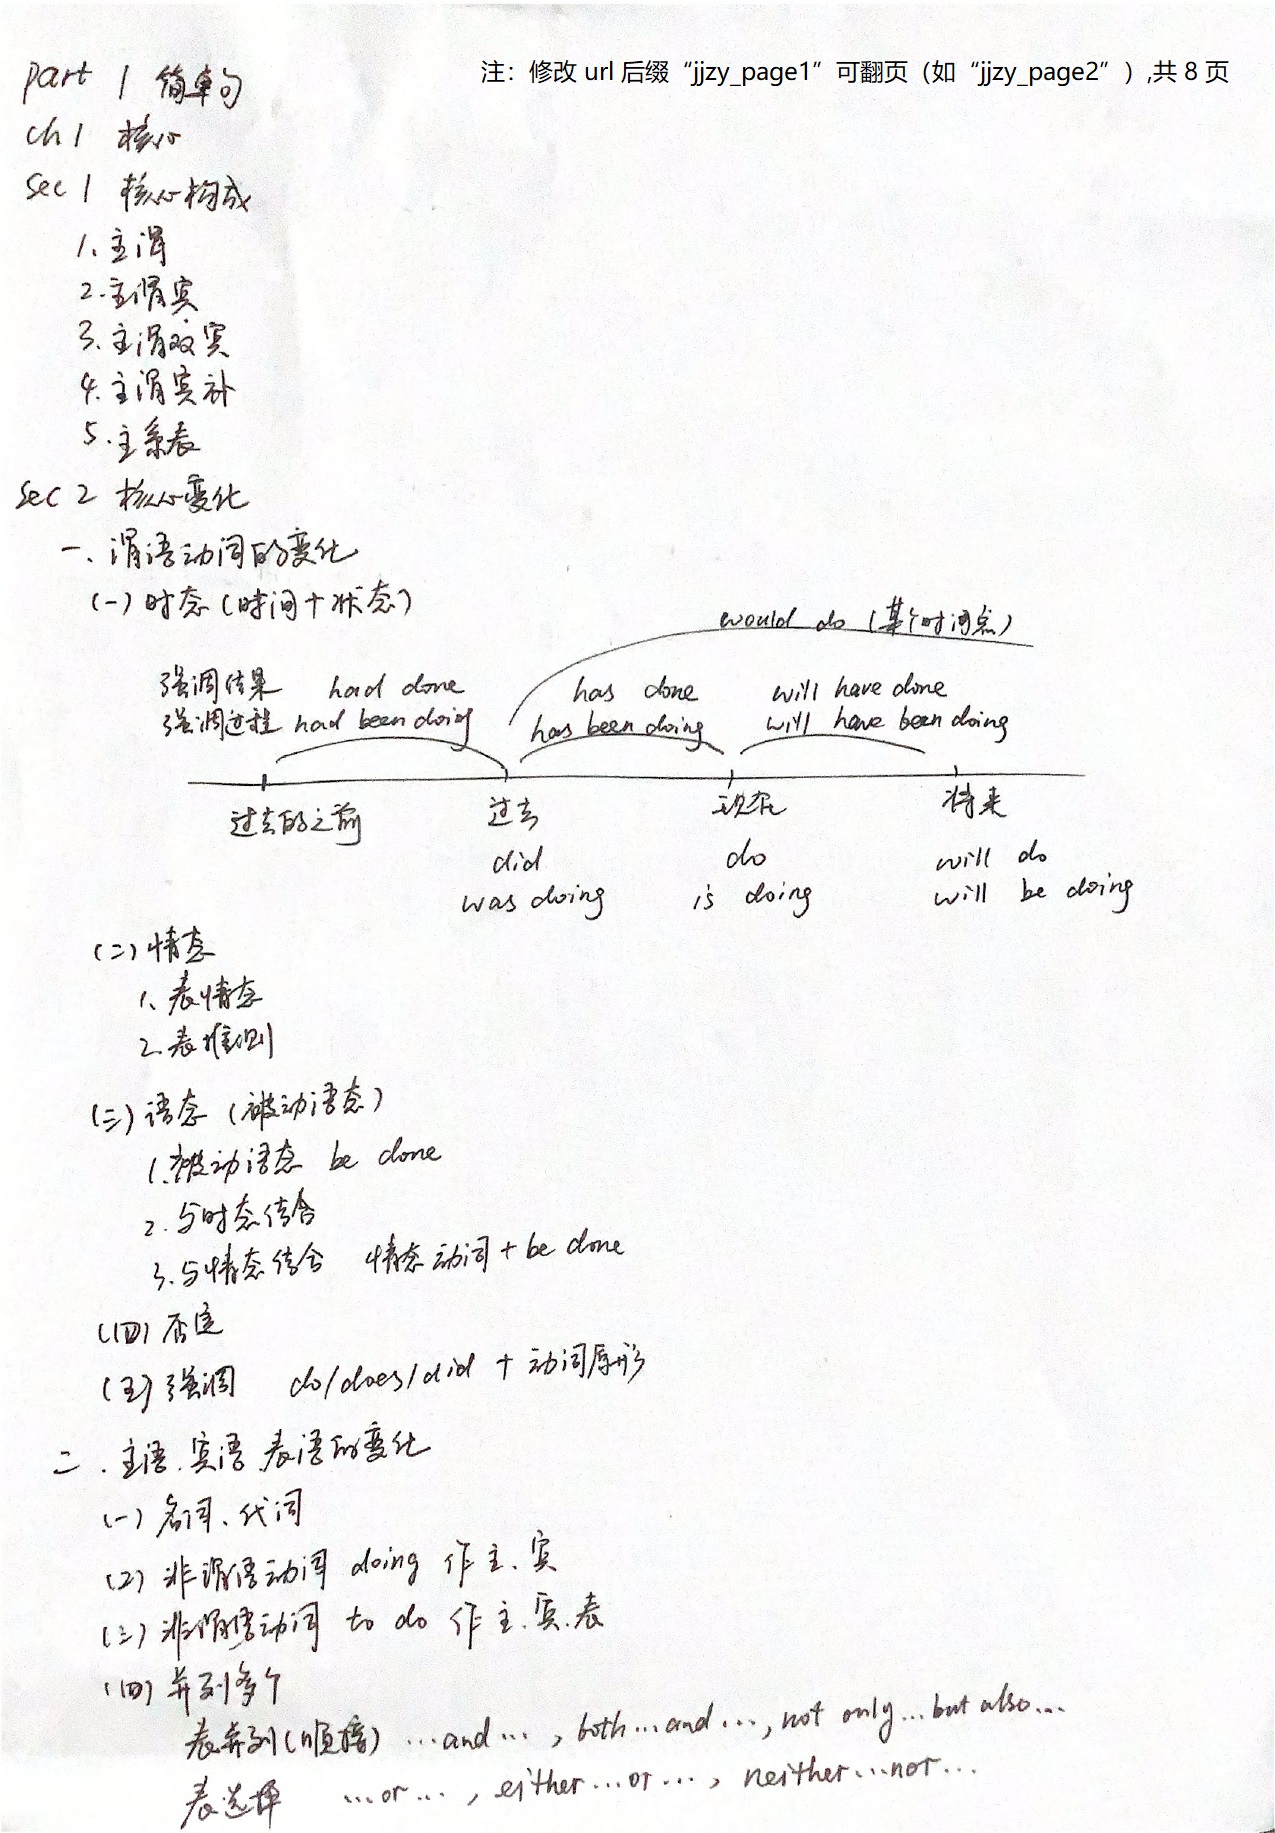 注：修改 url 后缀“jjzy_page1”可翻页（如“jjzy_page2”）,共 8 页
part 1 简单句
ch 1 核心
sec 1 核心构成
1、主谓
2.主谓宾
3.主谓双宾
4.主谓宾补
5.主系表
sec 2 核心变化
一、谓语动词的变化
(一) 时态 (时间+状态)
would do (某个时间点)
强调结果 had done has done will have done
强调过程 had been doing has been doing will have been doing
过去的之前 过去 现在 将来
did do will do
was doing is doing will be doing
(二) 情态
1、表情态
2.表推测
(三) 语态 (被动语态)
1.被动语态 be done
2.与时态结合
3.与情态结合 情态动词+be done
(四) 否定
(五) 强调 do/does/did + 动词原形
二、主语、宾语、表语的变化
(一) 名词、代词
(2) 非谓语动词 doing 作主、宾
(三) 非谓语动词 to do 作主、宾、表
(四) 并列多个
表并列(顺接) …and…, both…and…, not only…but also…
表选择 …or…, either…or…, neither…nor…